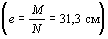 (e = M/N = 31,3 см)